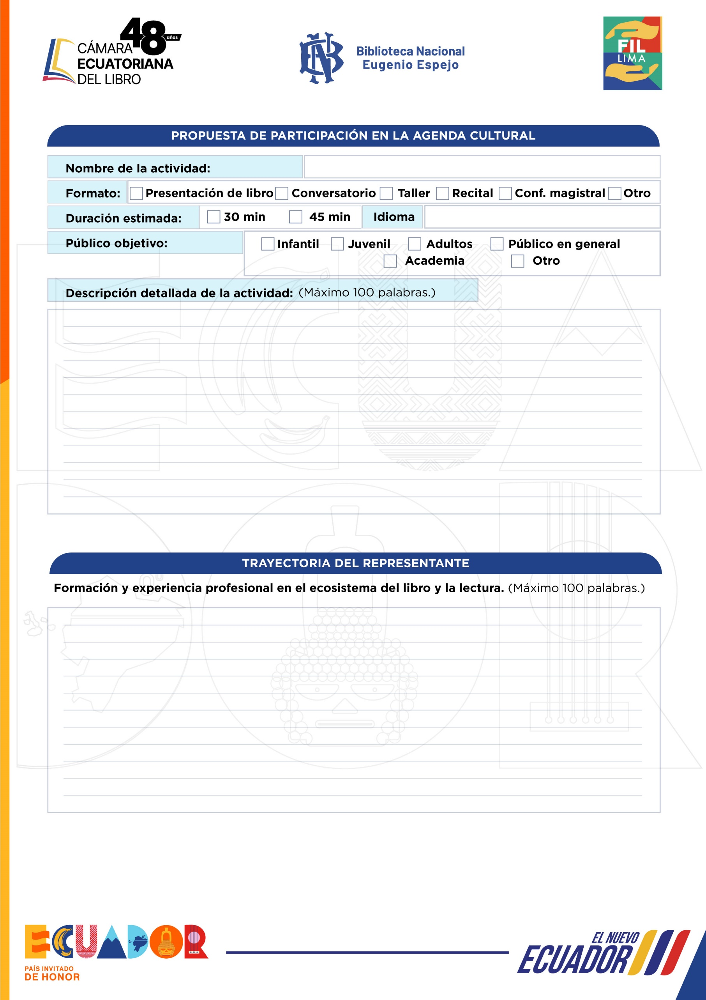 48 años
CÁMARA
ECUATORIANA
DEL LIBRO
Biblioteca Nacional
Eugenio Espejo
FIL
LIMA
PROPUESTA DE PARTICIPACIÓN EN LA AGENDA CULTURAL
Nombre de la actividad:
Formato: Presentación de libro Conversatorio Taller Recital Conf. magistral Otro
Duración estimada: 30 min 45 min Idioma
Público objetivo: Infantil Juvenil Adultos Público en general
Academia Otro
Descripción detallada de la actividad: (Máximo 100 palabras.)
TRAYECTORIA DEL REPRESENTANTE
0º
Formación y experiencia profesional en el ecosistema del libro y la lectura. (Máximo 100 palabras.)
ECUADOR
0º
PAÍS INVITADO
DE HONOR
EL NUEVO
ECUADOR